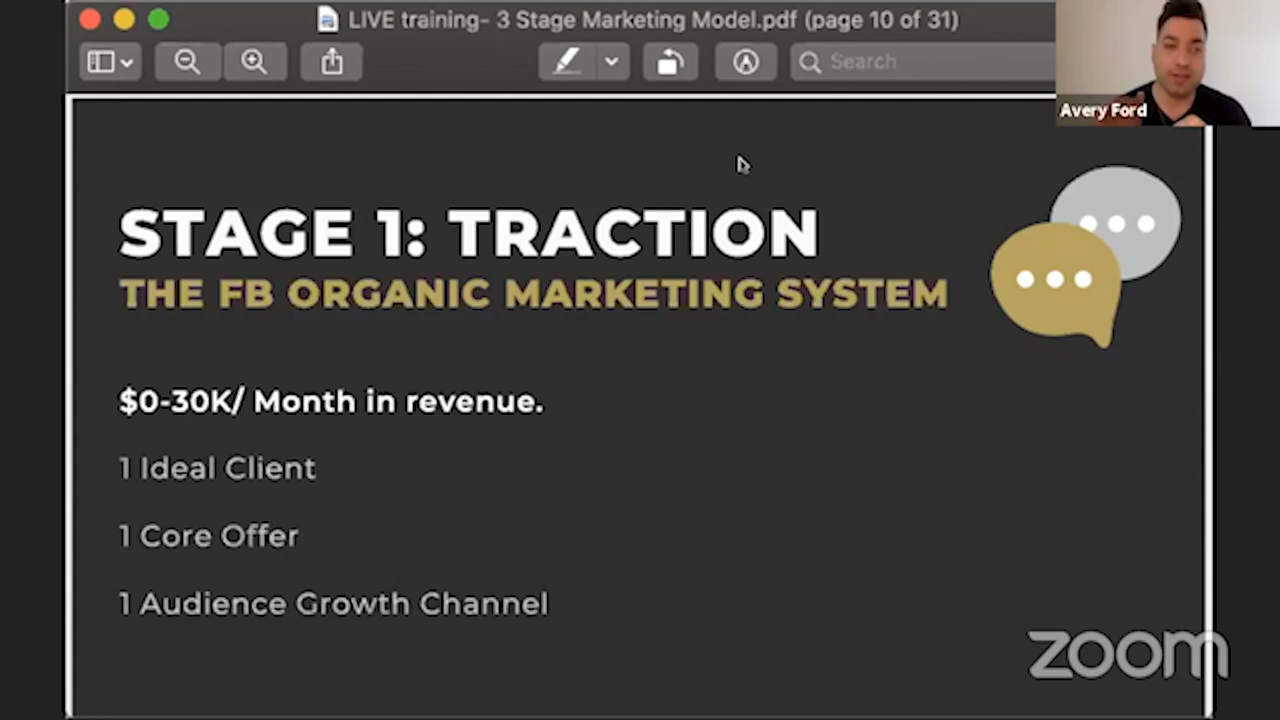 LIVE training- 3 Stage Marketing Model.pdf (page 10 of 31)
Search
Avery Ford
STAGE 1: TRACTION
THE FB ORGANIC MARKETING SYSTEM
$0-30K/ Month in revenue.
1 Ideal Client
1 Core Offer
1 Audience Growth Channel
zoom